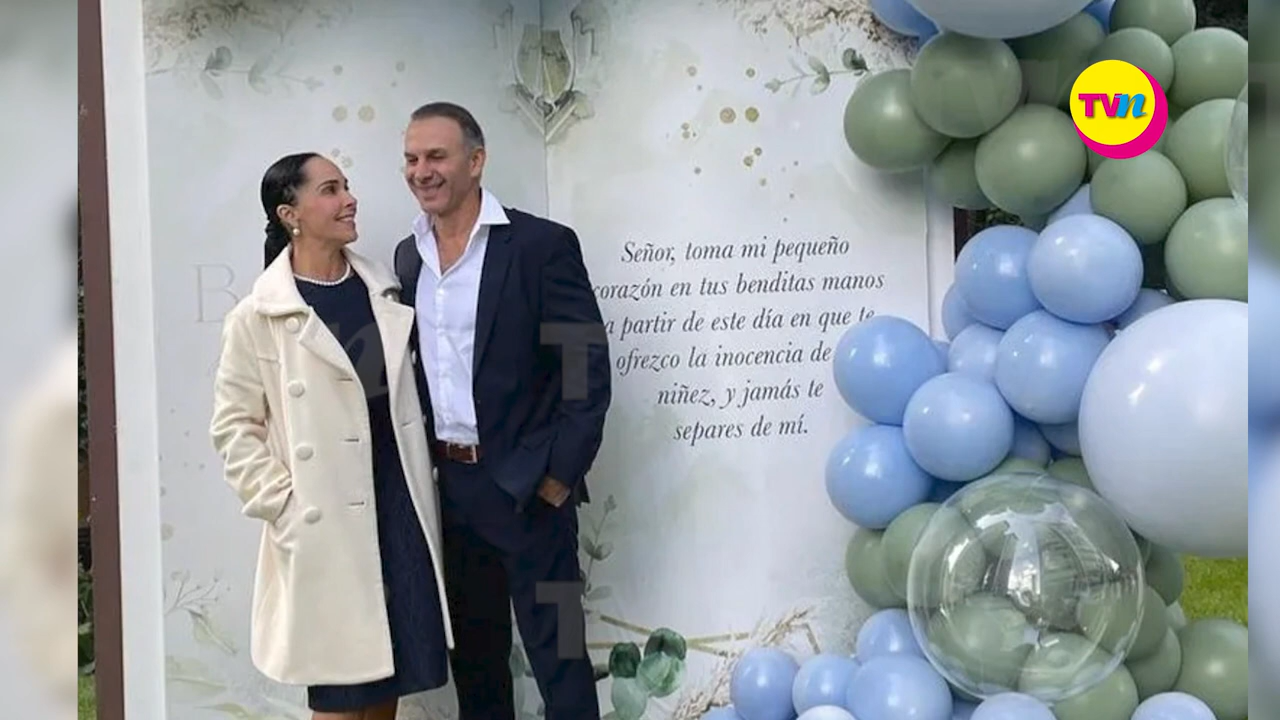 TVn
B
Señor, toma mi pequeño
corazón en tus benditas manos
a partir de este día en que te
ofrezco la inocencia de
niñez, y jamás te
separes de mí.